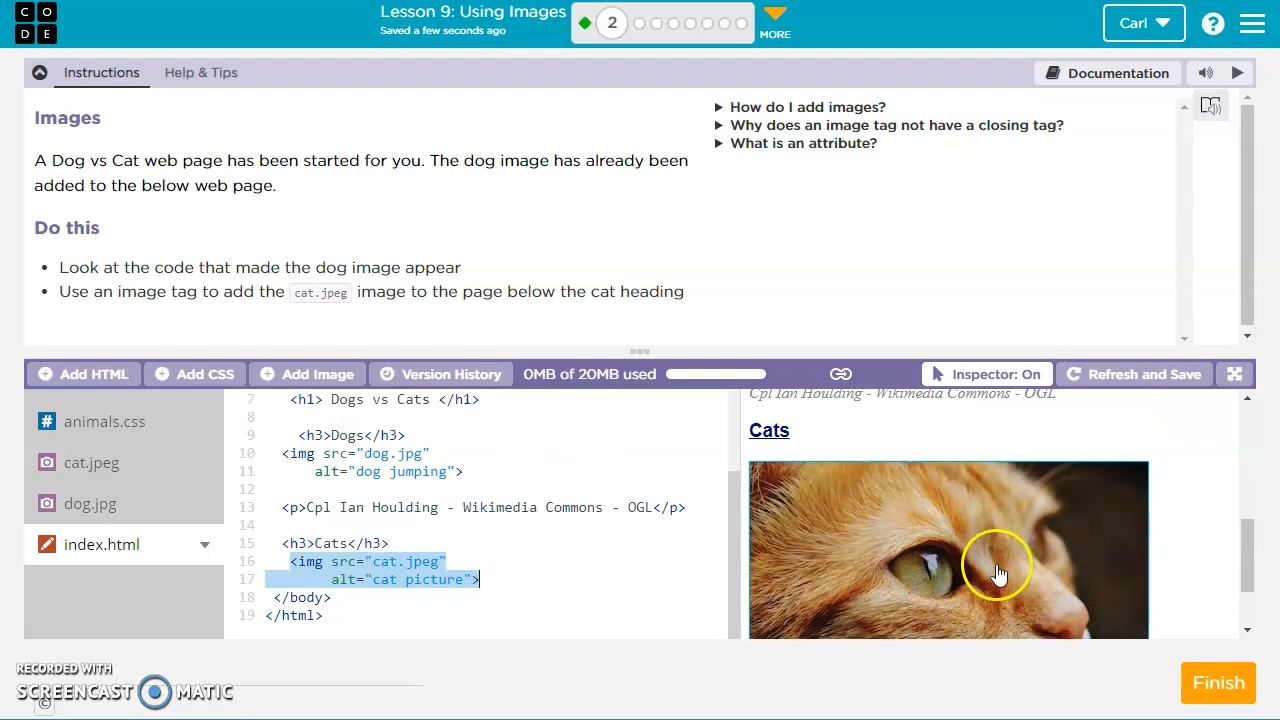 CODE
Lesson 9: Using Images
Saved a few seconds ago
2
MORE
Carl
?
Instructions
Help & Tips
Documentation
Images
A Dog vs Cat web page has been started for you. The dog image has already been
added to the below web page.
Do this
Look at the code that made the dog image appear
Use an image tag to add the cat.jpeg image to the page below the cat heading
How do I add images?
Why does an image tag not have a closing tag?
What is an attribute?
Add HTML
Add CSS
Add Image
Version History
0MB of 20MB used
Inspector: On
Refresh and Save
# animals.css
cat.jpeg
dog.jpg
index.html
7 <h1> Dogs vs Cats </h1>
8
9 <h3>Dogs</h3>
10 <img src="dog.jpg"
11 alt="dog jumping">
12
13 <p>Cpl Ian Houlding - Wikimedia Commons - OGL</p>
14
15 <h3>Cats</h3>
16 <img src="cat.jpeg"
17 alt="cat picture">
18 </body>
19 </html>
Cpl Ian Houlding - Wikimedia Commons - OGL
Cats
RECORDED WITH
SCREENCAST MATIC
©
Finish